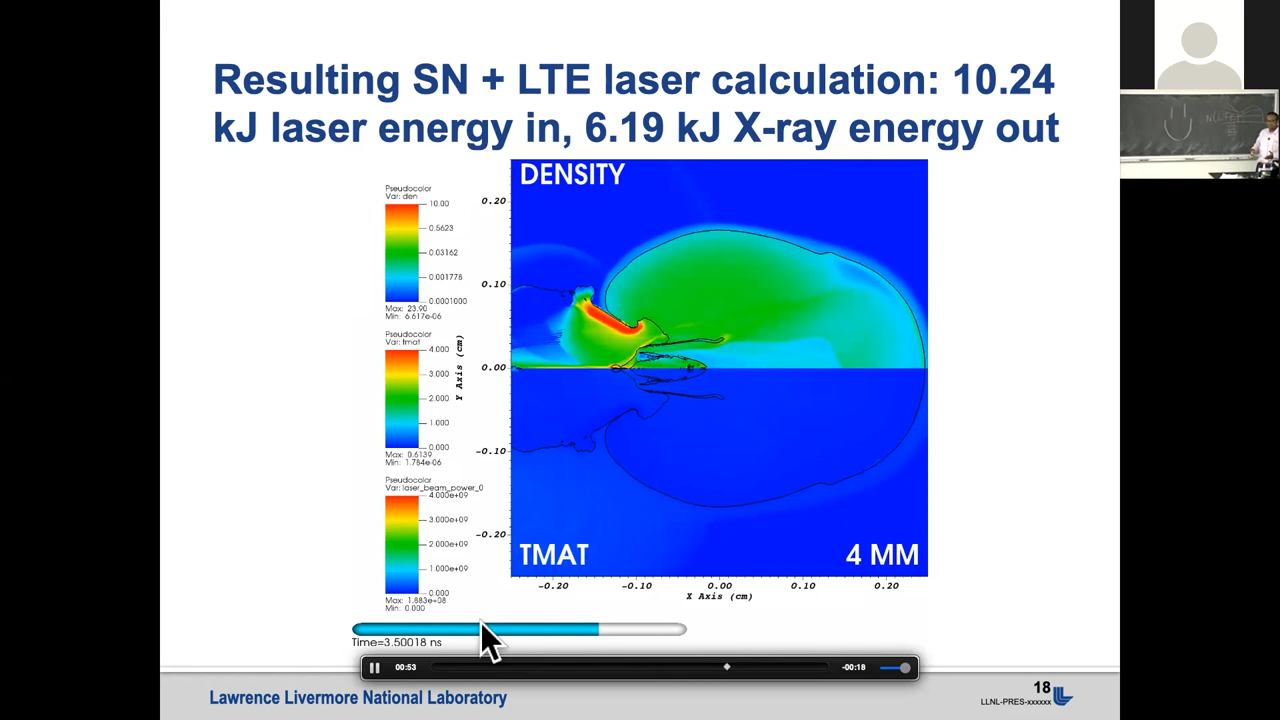 Resulting SN + LTE laser calculation: 10.24
kJ laser energy in, 6.19 kJ X-ray energy out
Pseudocolor
Var: den
10.00
0.5623
0.03162
0.001778
0.0001000
Max: 23.90
Min: 6.617e-06
Pseudocolor
Var: tmat
4.000
3.000
2.000
1.000
0.000
Max: 0.6139
Min: 1.784e-06
Pseudocolor
Var: laser_beam_power_0
4.000e+09
3.000e+09
2.000e+09
1.000e+09
0.000
Max: 1.883e+08
Min: 0.000
DENSITY
0.20
0.10
0.00
-0.10
-0.20
Y Axis (cm)
TMAT
4 MM
-0.20
-0.10
0.00
0.10
0.20
X Axis (cm)
Time=3.50018 ns
00:53
-00:18
Lawrence Livermore National Laboratory
18
LLNL-PRES-xxxxxx